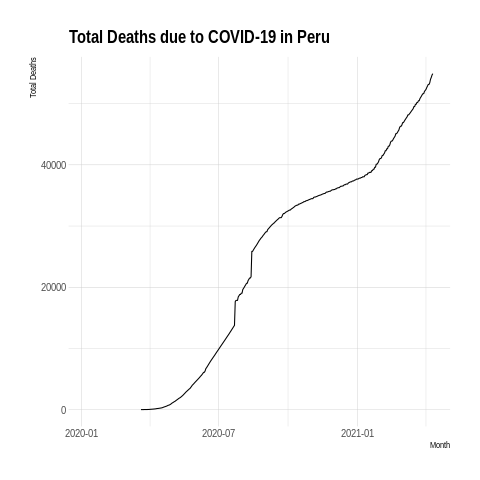 Total Deaths due to COVID-19 in Peru
Total Deaths
40000
20000
0
2020-01
2020-07
2021-01
Month